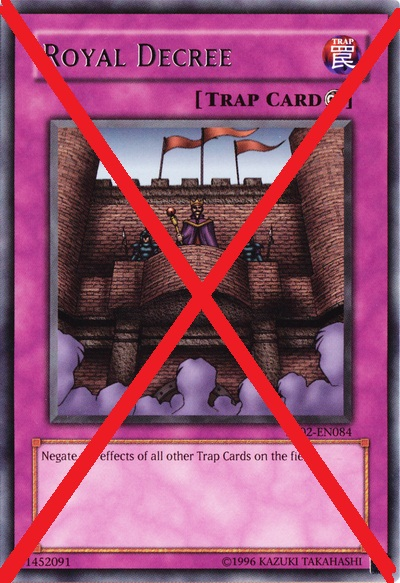 ROYAL DECREE
TRAP
罠
[TRAP CARD ]
02-EN084
Negate effects of all other Trap Cards on the
1452091
©1996 KAZUKI TAKAHASHI